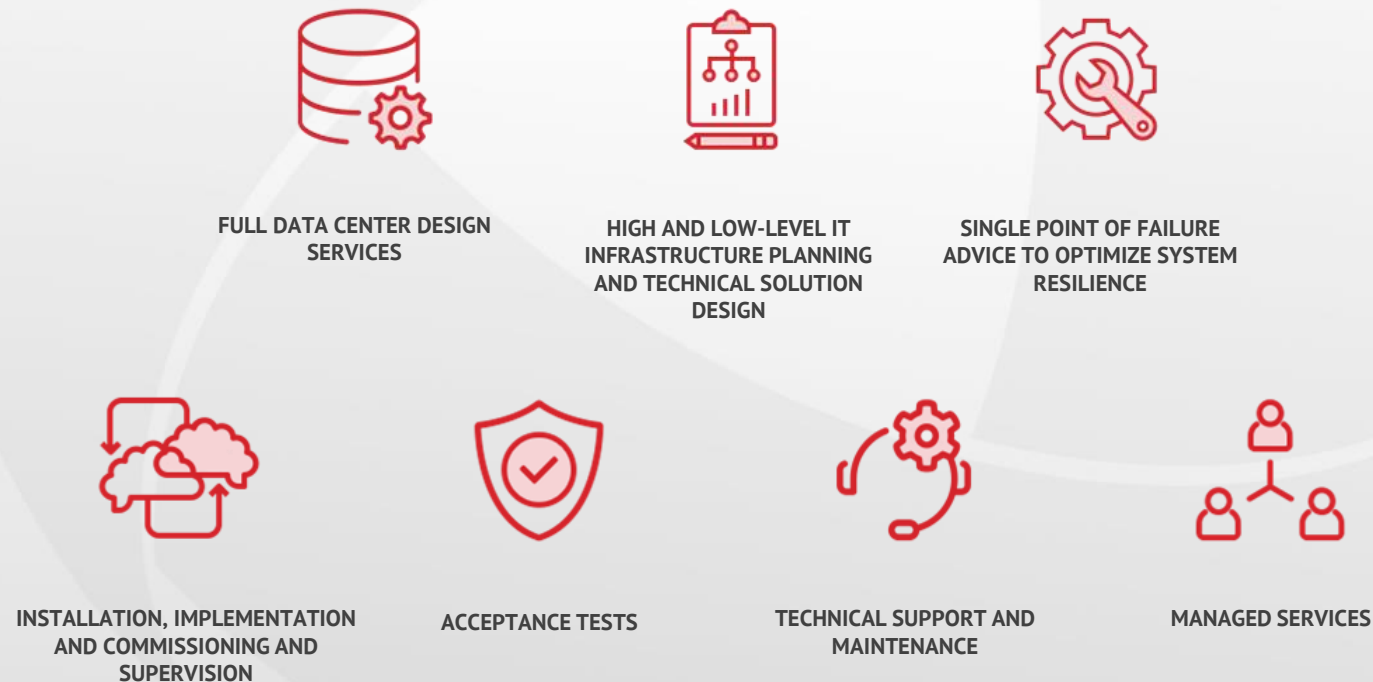 FULL DATA CENTER DESIGN
SERVICES
HIGH AND LOW-LEVEL IT
INFRASTRUCTURE PLANNING
AND TECHNICAL SOLUTION
DESIGN
SINGLE POINT OF FAILURE
ADVICE TO OPTIMIZE SYSTEM
RESILIENCE
INSTALLATION, IMPLEMENTATION
AND COMMISSIONING AND
SUPERVISION
ACCEPTANCE TESTS
TECHNICAL SUPPORT AND
MAINTENANCE
MANAGED SERVICES